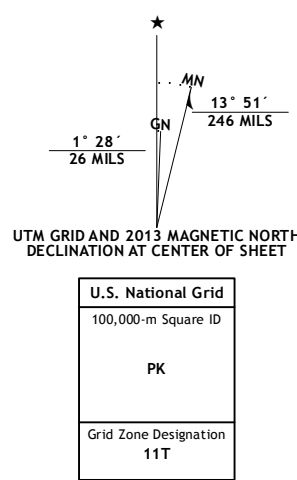 ★
MN
GN
13° 51´
246 MILS
1° 28´
26 MILS
UTM GRID AND 2013 MAGNETIC NORTH
DECLINATION AT CENTER OF SHEET
U.S. National Grid
100,000-m Square ID
PK
Grid Zone Designation
11T